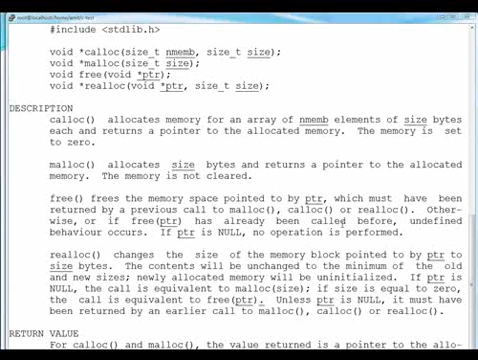 root@localhost:/home/amit/c-test
#include <stdlib.h>
void *calloc(size_t nmemb, size_t size);
void *malloc(size_t size);
void free(void *ptr);
void *realloc(void *ptr, size_t size);
DESCRIPTION
calloc() allocates memory for an array of nmemb elements of size bytes
each and returns a pointer to the allocated memory. The memory is set
to zero.
malloc() allocates size bytes and returns a pointer to the allocated
memory. The memory is not cleared.
free() frees the memory space pointed to by ptr, which must have been
returned by a previous call to malloc(), calloc() or realloc(). Other-
wise, or if free(ptr) has already been called before, undefined
behaviour occurs. If ptr is NULL, no operation is performed.
realloc() changes the size of the memory block pointed to by ptr to
size bytes. The contents will be unchanged to the minimum of the old
and new sizes; newly allocated memory will be uninitialized. If ptr is
NULL, the call is equivalent to malloc(size); if size is equal to zero,
the call is equivalent to free(ptr). Unless ptr is NULL, it must have
been returned by an earlier call to malloc(), calloc() or realloc().
RETURN VALUE
For calloc() and malloc(), the value returned is a pointer to the allo-